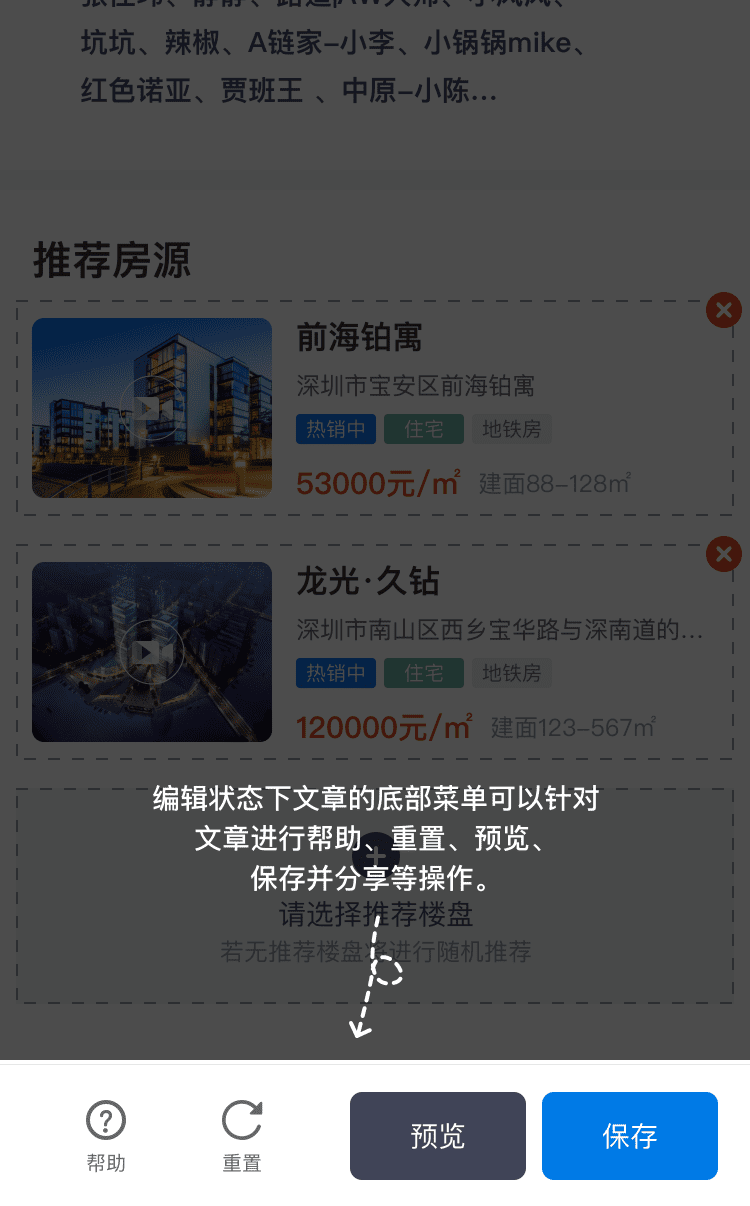 坑坑、辣椒、A链家–小李、小锅锅mike、
红色诺亚、贾班王 、中原–小陈...
推荐房源
前海铂寓
深圳市宝安区前海铂寓
热销中 住宅 地铁房
53000元/㎡ 建面88–128㎡
龙光·久钻
深圳市南山区西乡宝华路与深南道的...
热销中 住宅 地铁房
120000元/㎡ 建面123–567㎡
编辑状态下文章的底部菜单可以针对
文章进行帮助、重置、预览、
保存并分享等操作。
请选择推荐楼盘
若无推荐楼盘将进行随机推荐
帮助 重置 预览 保存